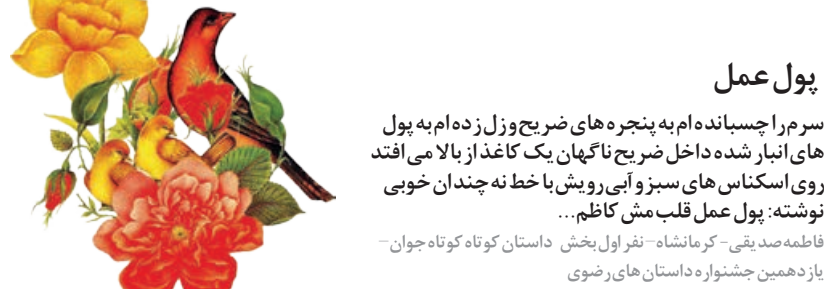 پول عمل
سرم را چسبانده ام به پنجره های ضریح وزل زده ام به پول
های انبار شده داخل ضریح ناگهان یک کاغذ از بالا می افتد
روی اسکناس های سبز و آبی رویش با خط نه چندان خوبی
نوشته: پول عمل قلب مش کاظم...
فاطمه صدیقی- کرمانشاه – نفر اول بخش داستان کوتاه کوتاه جوان –
یازدهمین جشنواره داستان های رضوی